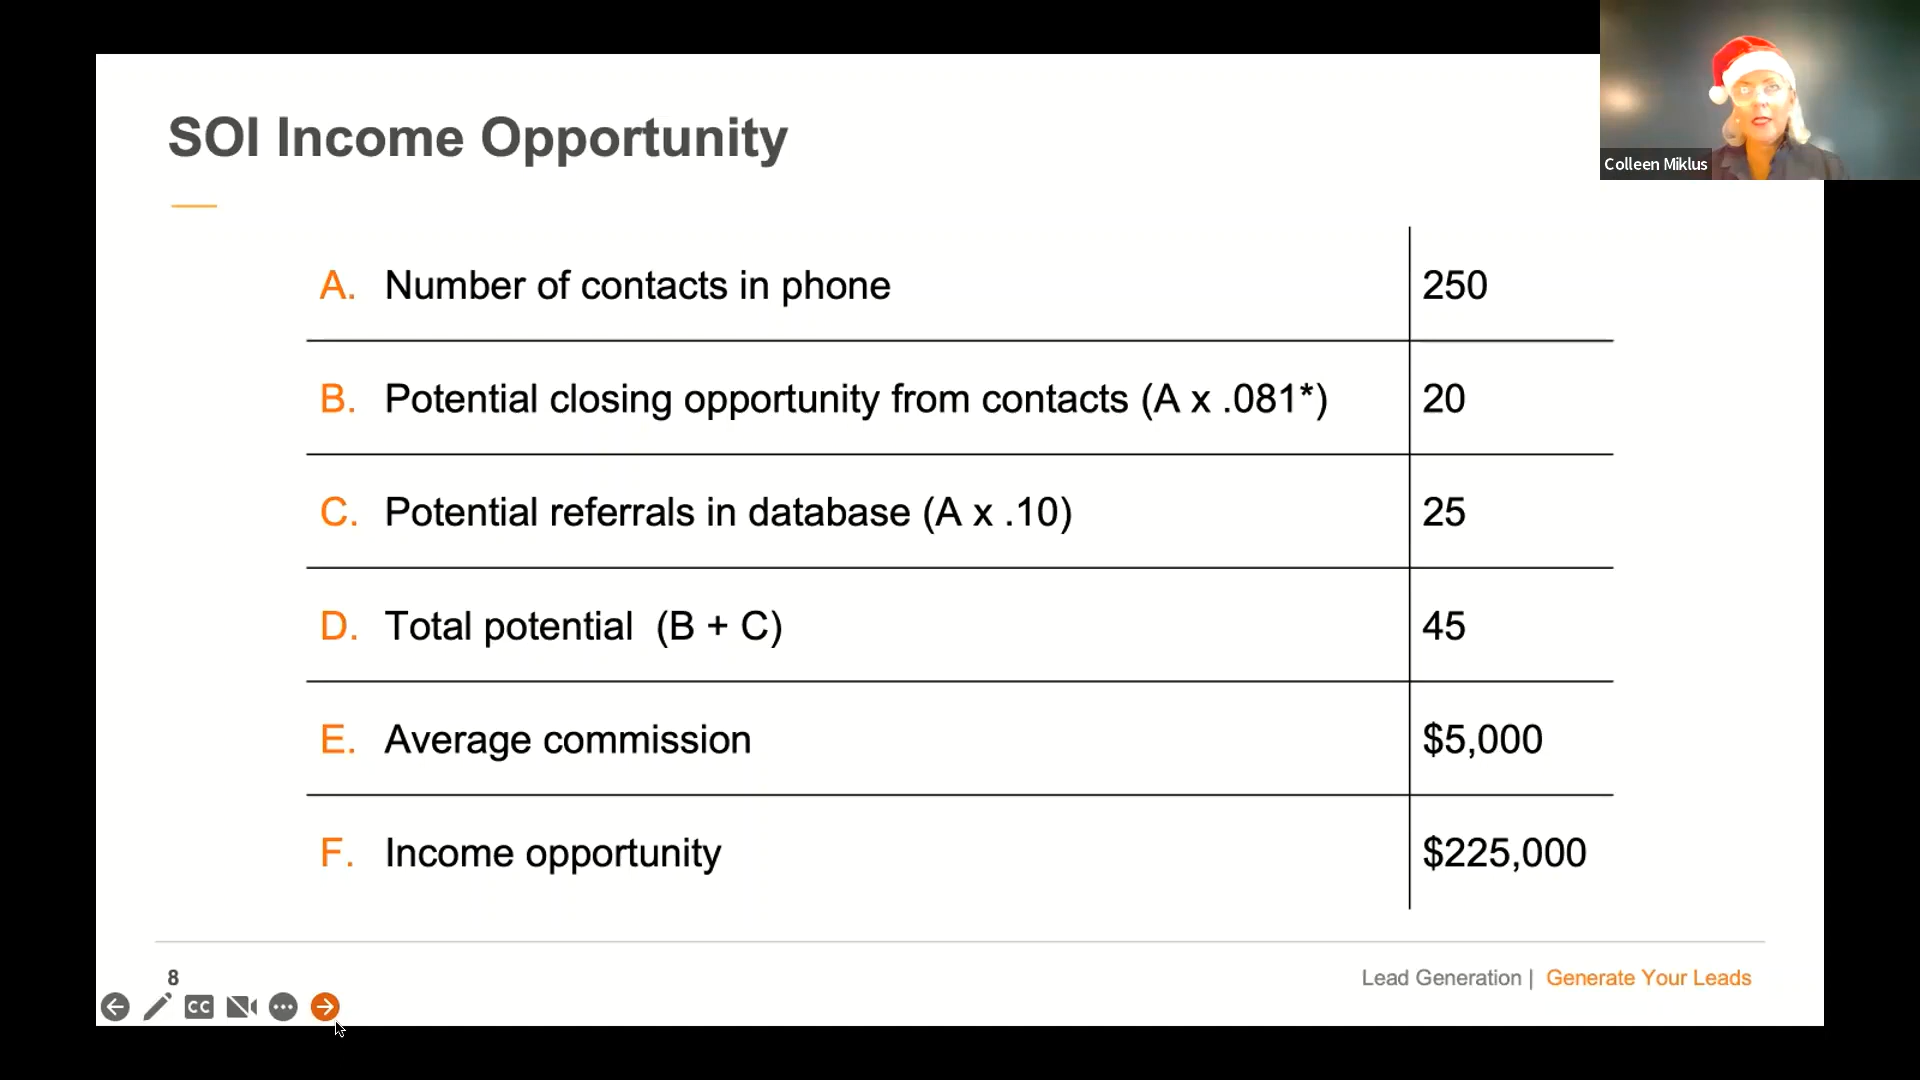 SOI Income Opportunity
Colleen Miklus
A. Number of contacts in phone 250
B. Potential closing opportunity from contacts (A x .081*) 20
C. Potential referrals in database (A x .10) 25
D. Total potential (B + C) 45
E. Average commission $5,000
F. Income opportunity $225,000
8
Lead Generation | Generate Your Leads
CC